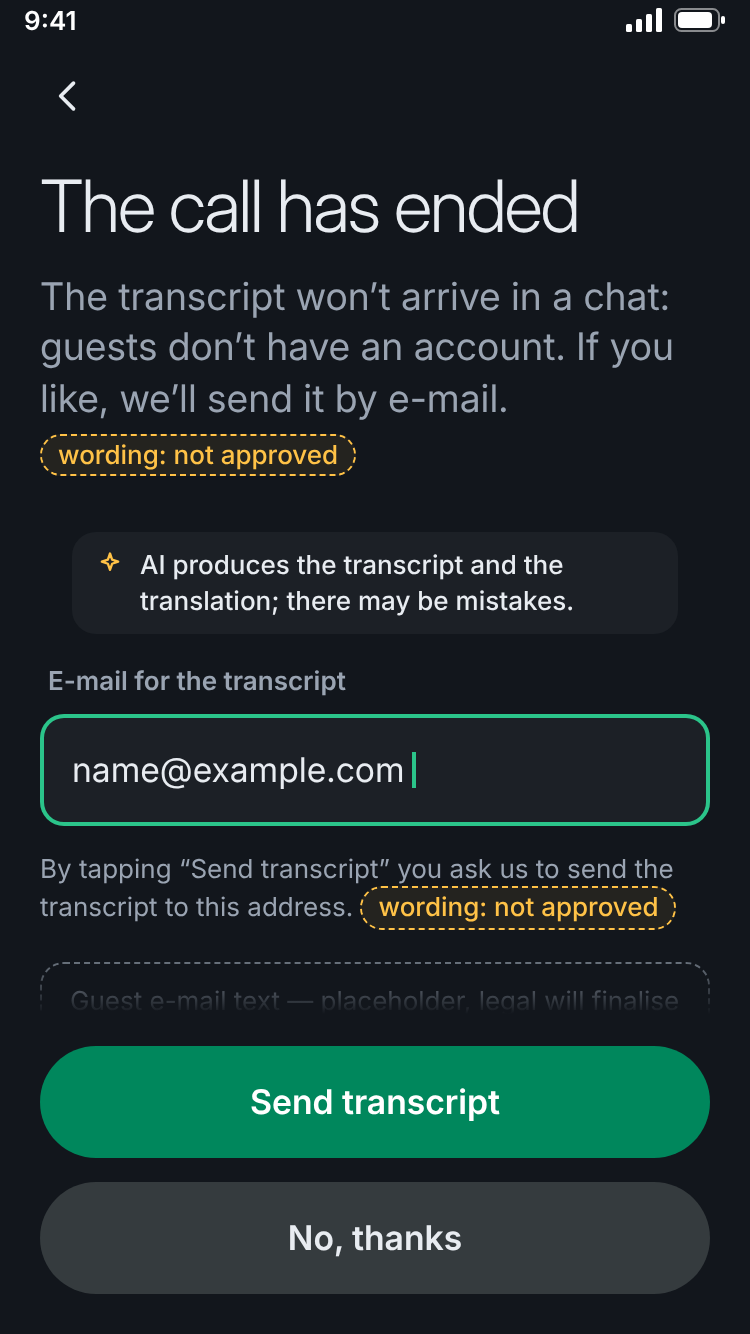 9:41
The call has ended
The transcript won’t arrive in a chat:
guests don’t have an account. If you
like, we’ll send it by e-mail.
wording: not approved
AI produces the transcript and the
translation; there may be mistakes.
E-mail for the transcript
name@example.com
By tapping “Send transcript” you ask us to send the
transcript to this address. wording: not approved
Guest e-mail text — placeholder, legal will finalise
Send transcript
No, thanks